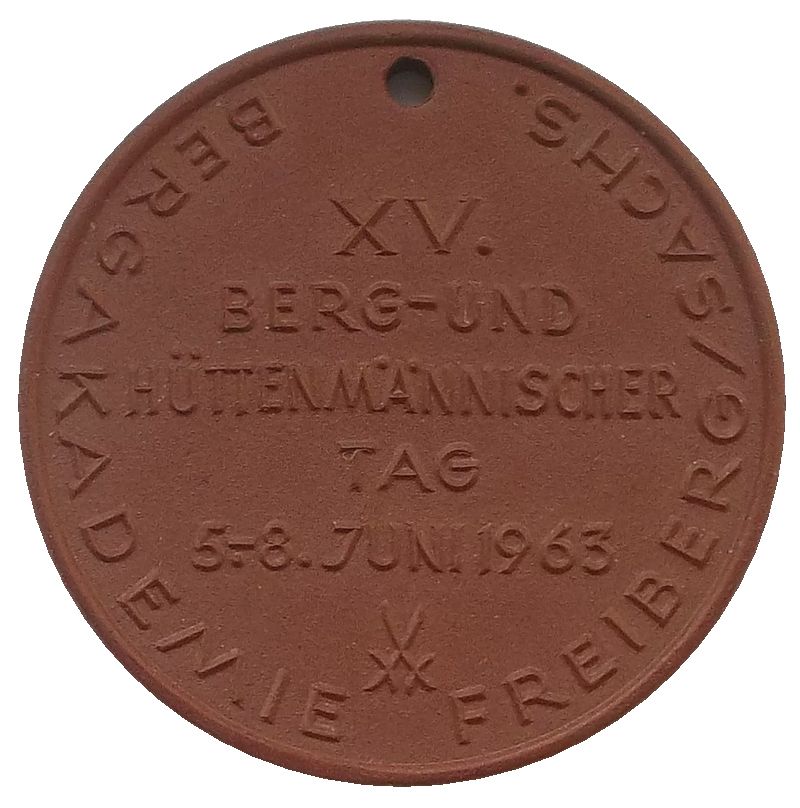 BERGAKADEMIE FREIBERG/SACHS.
XV.
BERG-UND
HÜTTENMÄNNISCHER
TAG
5.-8. JUNI 1963